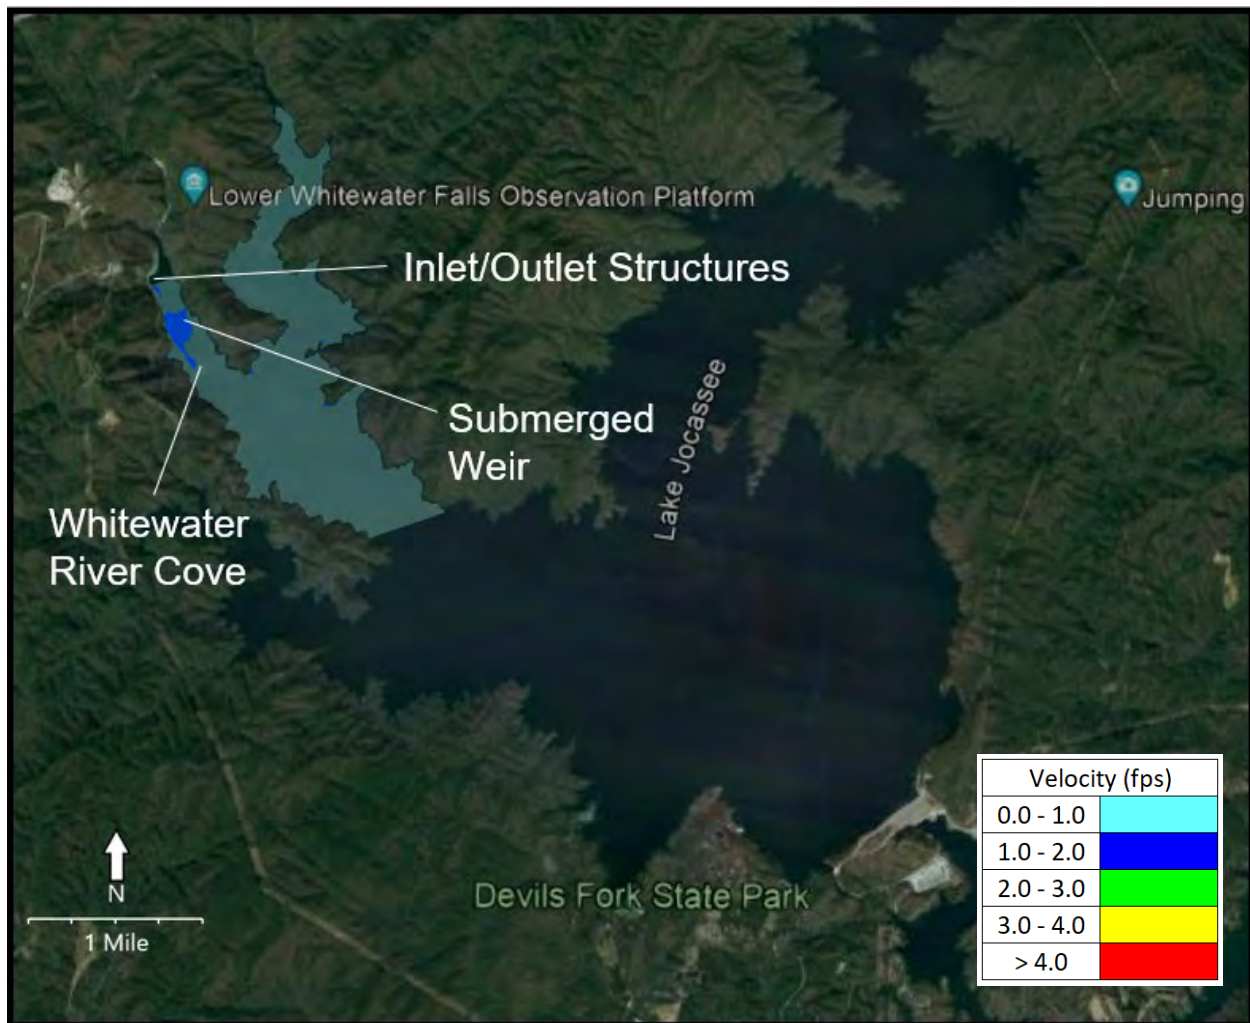 Lower Whitewater Falls Observation Platform
Jumping
Inlet/Outlet Structures
Lake Jocassee
Submerged
Weir
Whitewater
River Cove
Velocity (fps)
0.0 - 1.0
1.0 - 2.0
2.0 - 3.0
3.0 - 4.0
> 4.0
N
1 Mile
Devils Fork State Park